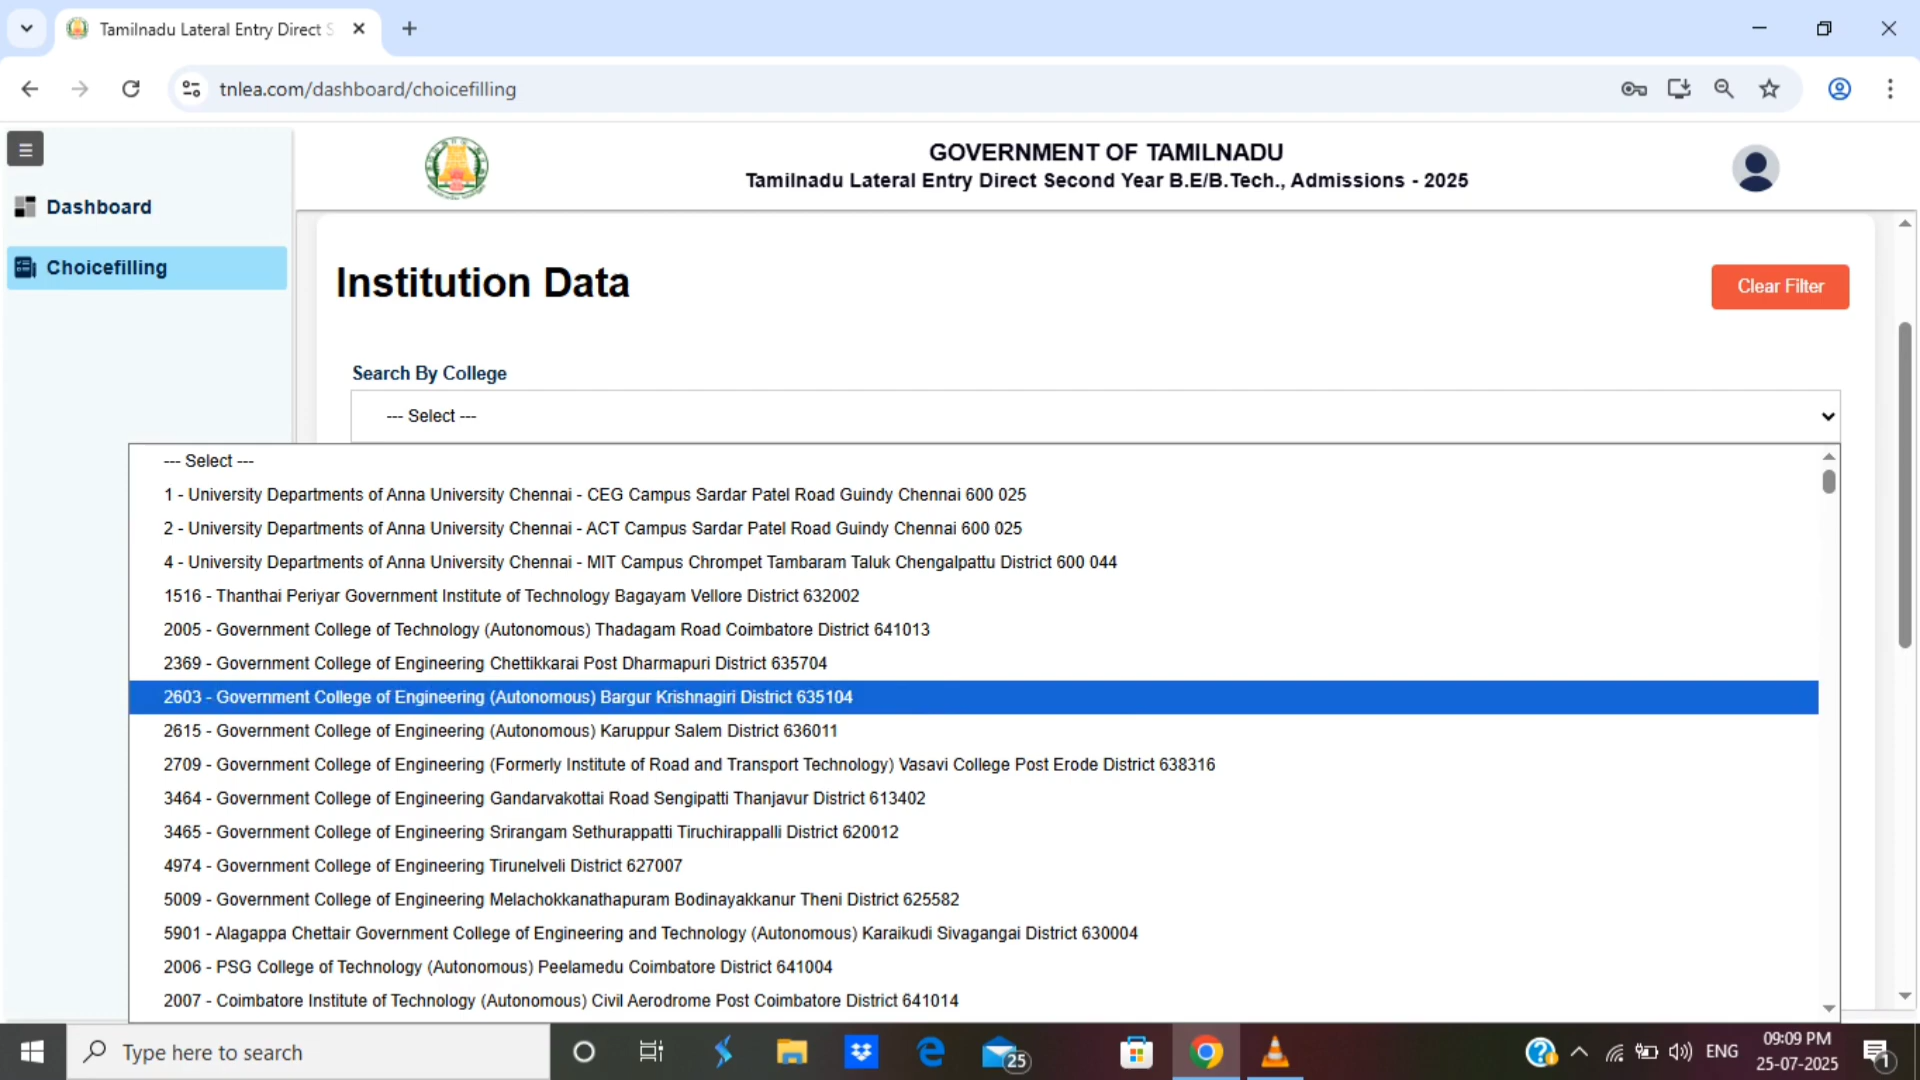 Tamilnadu Lateral Entry Direct S
tnlea.com/dashboard/choicefilling
GOVERNMENT OF TAMILNADU
Tamilnadu Lateral Entry Direct Second Year B.E/B.Tech., Admissions - 2025
Dashboard
Choicefilling
Institution Data
Clear Filter
Search By College
--- Select ---
--- Select ---
1 - University Departments of Anna University Chennai - CEG Campus Sardar Patel Road Guindy Chennai 600 025
2 - University Departments of Anna University Chennai - ACT Campus Sardar Patel Road Guindy Chennai 600 025
4 - University Departments of Anna University Chennai - MIT Campus Chrompet Tambaram Taluk Chengalpattu District 600 044
1516 - Thanthai Periyar Government Institute of Technology Bagayam Vellore District 632002
2005 - Government College of Technology (Autonomous) Thadagam Road Coimbatore District 641013
2369 - Government College of Engineering Chettikkarai Post Dharmapuri District 635704
2603 - Government College of Engineering (Autonomous) Bargur Krishnagiri District 635104
2615 - Government College of Engineering (Autonomous) Karuppur Salem District 636011
2709 - Government College of Engineering (Formerly Institute of Road and Transport Technology) Vasavi College Post Erode District 638316
3464 - Government College of Engineering Gandarvakottai Road Sengipatti Thanjavur District 613402
3465 - Government College of Engineering Srirangam Sethurappatti Tiruchirappalli District 620012
4974 - Government College of Engineering Tirunelveli District 627007
5009 - Government College of Engineering Melachokkanathapuram Bodinayakkanur Theni District 625582
5901 - Alagappa Chettair Government College of Engineering and Technology (Autonomous) Karaikudi Sivagangai District 630004
2006 - PSG College of Technology (Autonomous) Peelamedu Coimbatore District 641004
2007 - Coimbatore Institute of Technology (Autonomous) Civil Aerodrome Post Coimbatore District 641014
Type here to search
25
ENG
09:09 PM
25-07-2025
1